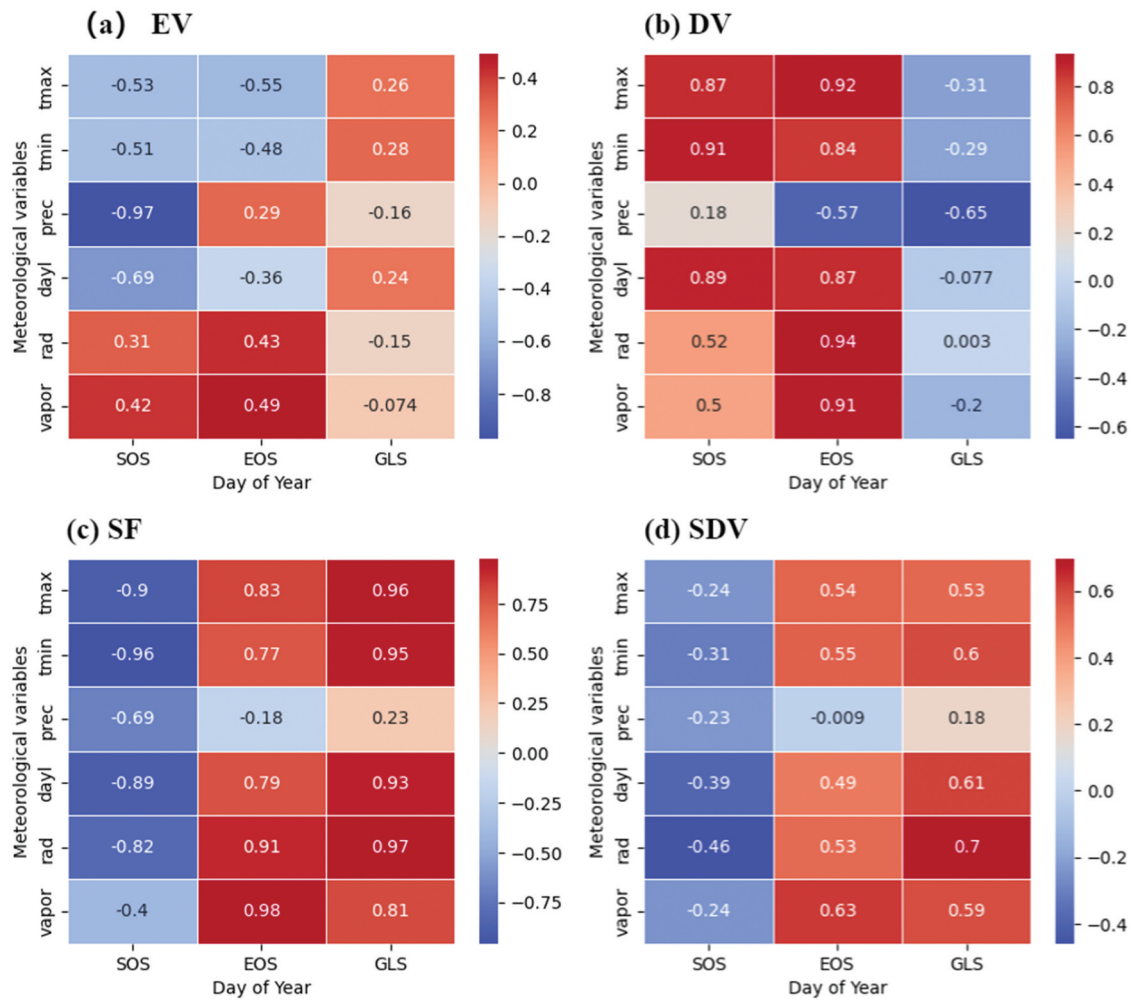 (a) EV
Meteorological variables
tmax -0.53 -0.55 0.26
tmin -0.51 -0.48 0.28
prec -0.97 0.29 -0.16
dayl -0.69 -0.36 0.24
rad 0.31 0.43 -0.15
vapor 0.42 0.49 -0.074
SOS EOS GLS
Day of Year
0.4
0.2
0.0
−0.2
−0.4
−0.6
−0.8
(b) DV
Meteorological variables
tmax 0.87 0.92 -0.31
tmin 0.91 0.84 -0.29
prec 0.18 -0.57 -0.65
dayl 0.89 0.87 -0.077
rad 0.52 0.94 0.003
vapor 0.5 0.91 -0.2
SOS EOS GLS
Day of Year
0.8
0.6
0.4
0.2
0.0
−0.2
−0.4
−0.6
(c) SF
Meteorological variables
tmax -0.9 0.83 0.96
tmin -0.96 0.77 0.95
prec -0.69 -0.18 0.23
dayl -0.89 0.79 0.93
rad -0.82 0.91 0.97
vapor -0.4 0.98 0.81
SOS EOS GLS
Day of Year
0.75
0.50
0.25
0.00
−0.25
−0.50
−0.75
(d) SDV
Meteorological variables
tmax -0.24 0.54 0.53
tmin -0.31 0.55 0.6
prec -0.23 -0.009 0.18
dayl -0.39 0.49 0.61
rad -0.46 0.53 0.7
vapor -0.24 0.63 0.59
SOS EOS GLS
Day of Year
0.6
0.4
0.2
0.0
−0.2
−0.4